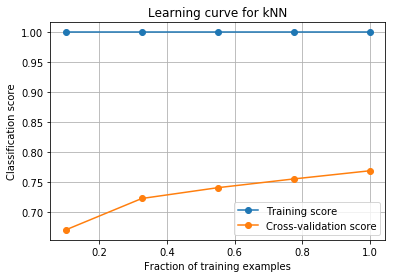 Learning curve for kNN
Classification score
1.00
0.95
0.90
0.85
0.80
0.75
0.70
Training score
Cross-validation score
0.2
0.4
0.6
0.8
1.0
Fraction of training examples